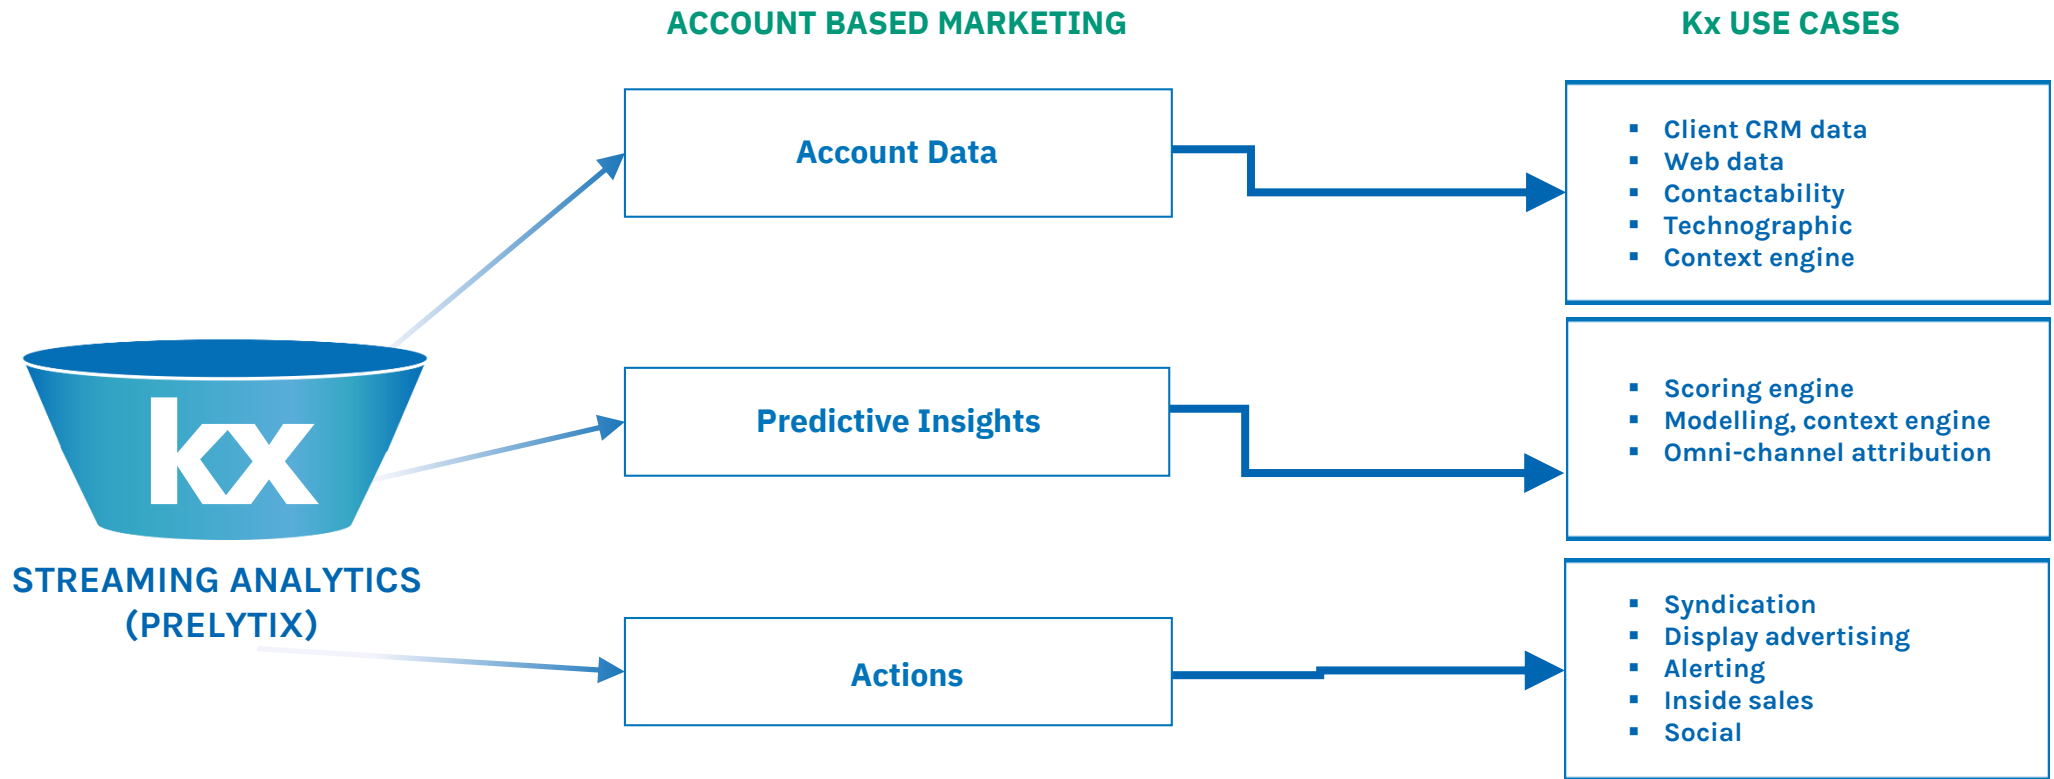 ACCOUNT BASED MARKETING
Kx USE CASES
Account Data
▪ Client CRM data
▪ Web data
▪ Contactability
▪ Technographic
▪ Context engine
kx
STREAMING ANALYTICS
(PRELYTIX)
Predictive Insights
▪ Scoring engine
▪ Modelling, context engine
▪ Omni-channel attribution
Actions
▪ Syndication
▪ Display advertising
▪ Alerting
▪ Inside sales
▪ Social